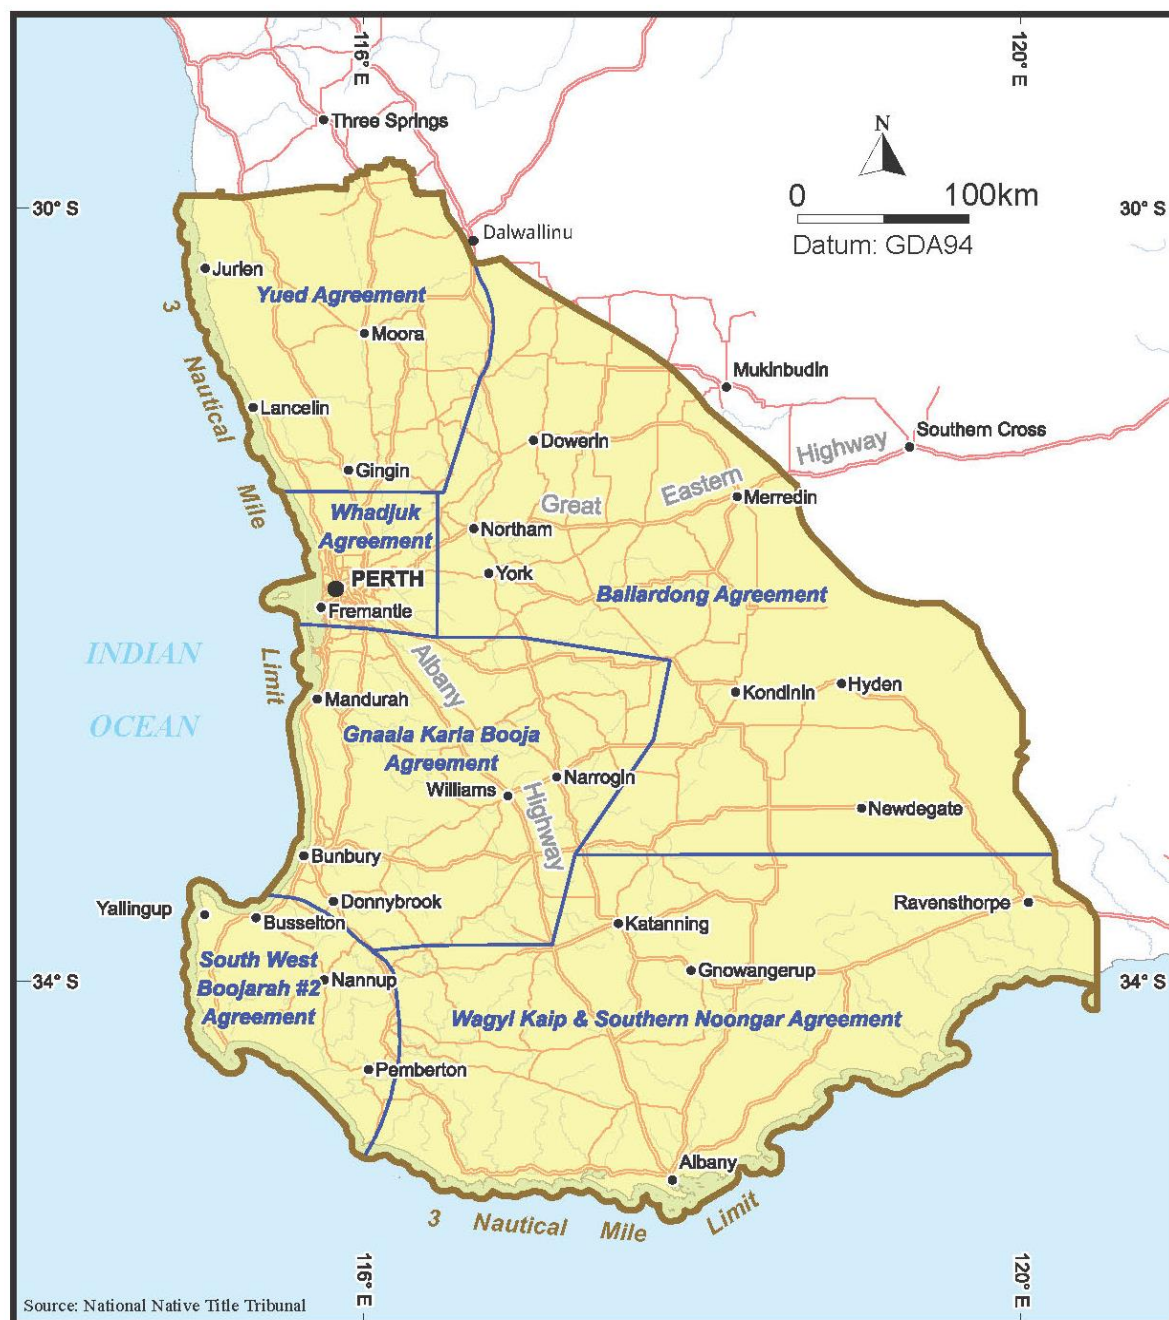 116° E
120° E
Three Springs
N
0 100km
Datum: GDA94
30° S
30° S
Dalwallinu
Jurien
Yued Agreement
3 Nautical Mile Limit
Moora
Mukinbudin
Lancelin
Dowerin
Highway
Southern Cross
Gingin
Eastern
Merredin
Great
Whadjuk
Agreement
Northam
PERTH
York
Ballardong Agreement
Fremantle
INDIAN
OCEAN
Albany
Kondinin
Hyden
Mandurah
Gnaala Karla Booja
Agreement
Narrogin
Williams
Highway
Newdegate
Bunbury
Donnybrook
Yallingup
Busselton
Katanning
Ravensthorpe
South West
Boojarah #2
Agreement
Nannup
Gnowangerup
34° S
34° S
Wagyl Kaip & Southern Noongar Agreement
Pemberton
Albany
3 Nautical Mile Limit
116° E
120° E
Source: National Native Title Tribunal